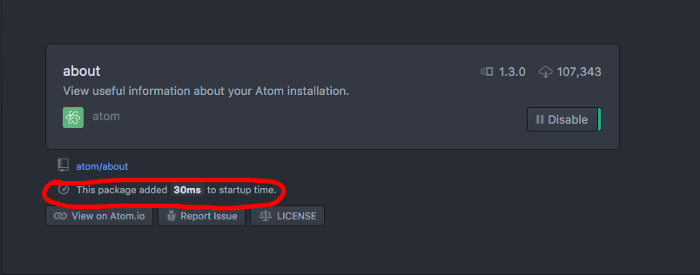 about 1.3.0 107,343
View useful information about your Atom installation.
atom Disable
atom/about
This package added 30ms to startup time.
View on Atom.io Report Issue LICENSE